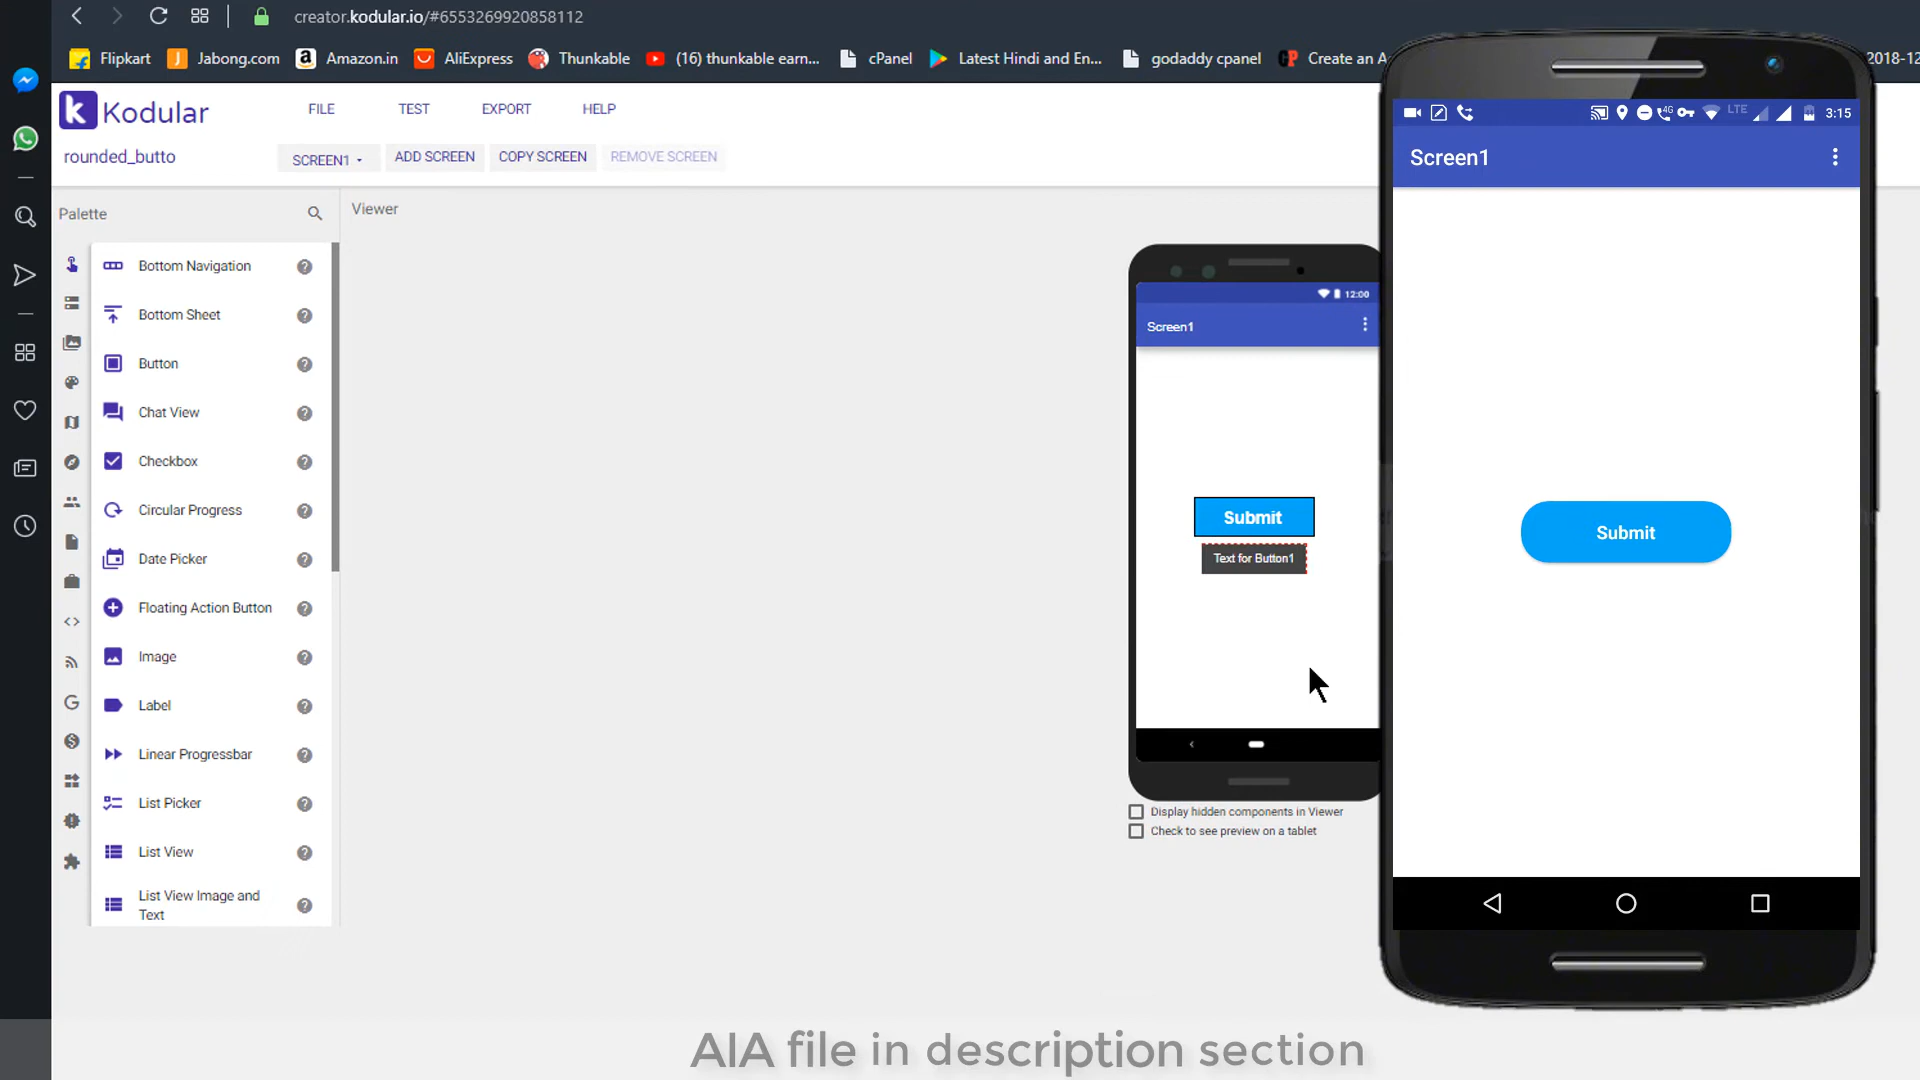 creator.kodular.io/#6553269920858112
Flipkart
Jabong.com
Amazon.in
AliExpress
Thunkable
(16) thunkable earn...
cPanel
Latest Hindi and En...
godaddy cpanel
Create an A
2018-12
Kodular
FILE
TEST
EXPORT
HELP
rounded_butto
SCREEN1
ADD SCREEN
COPY SCREEN
REMOVE SCREEN
Palette
Viewer
Bottom Navigation
Bottom Sheet
Button
Chat View
Checkbox
Circular Progress
Date Picker
Floating Action Button
Image
Label
Linear Progressbar
List Picker
List View
List View Image and
Text
12:00
Screen1
Submit
Text for Button1
Display hidden components in Viewer
Check to see preview on a tablet
4G
LTE
3:15
Screen1
Submit
AIA file in description section